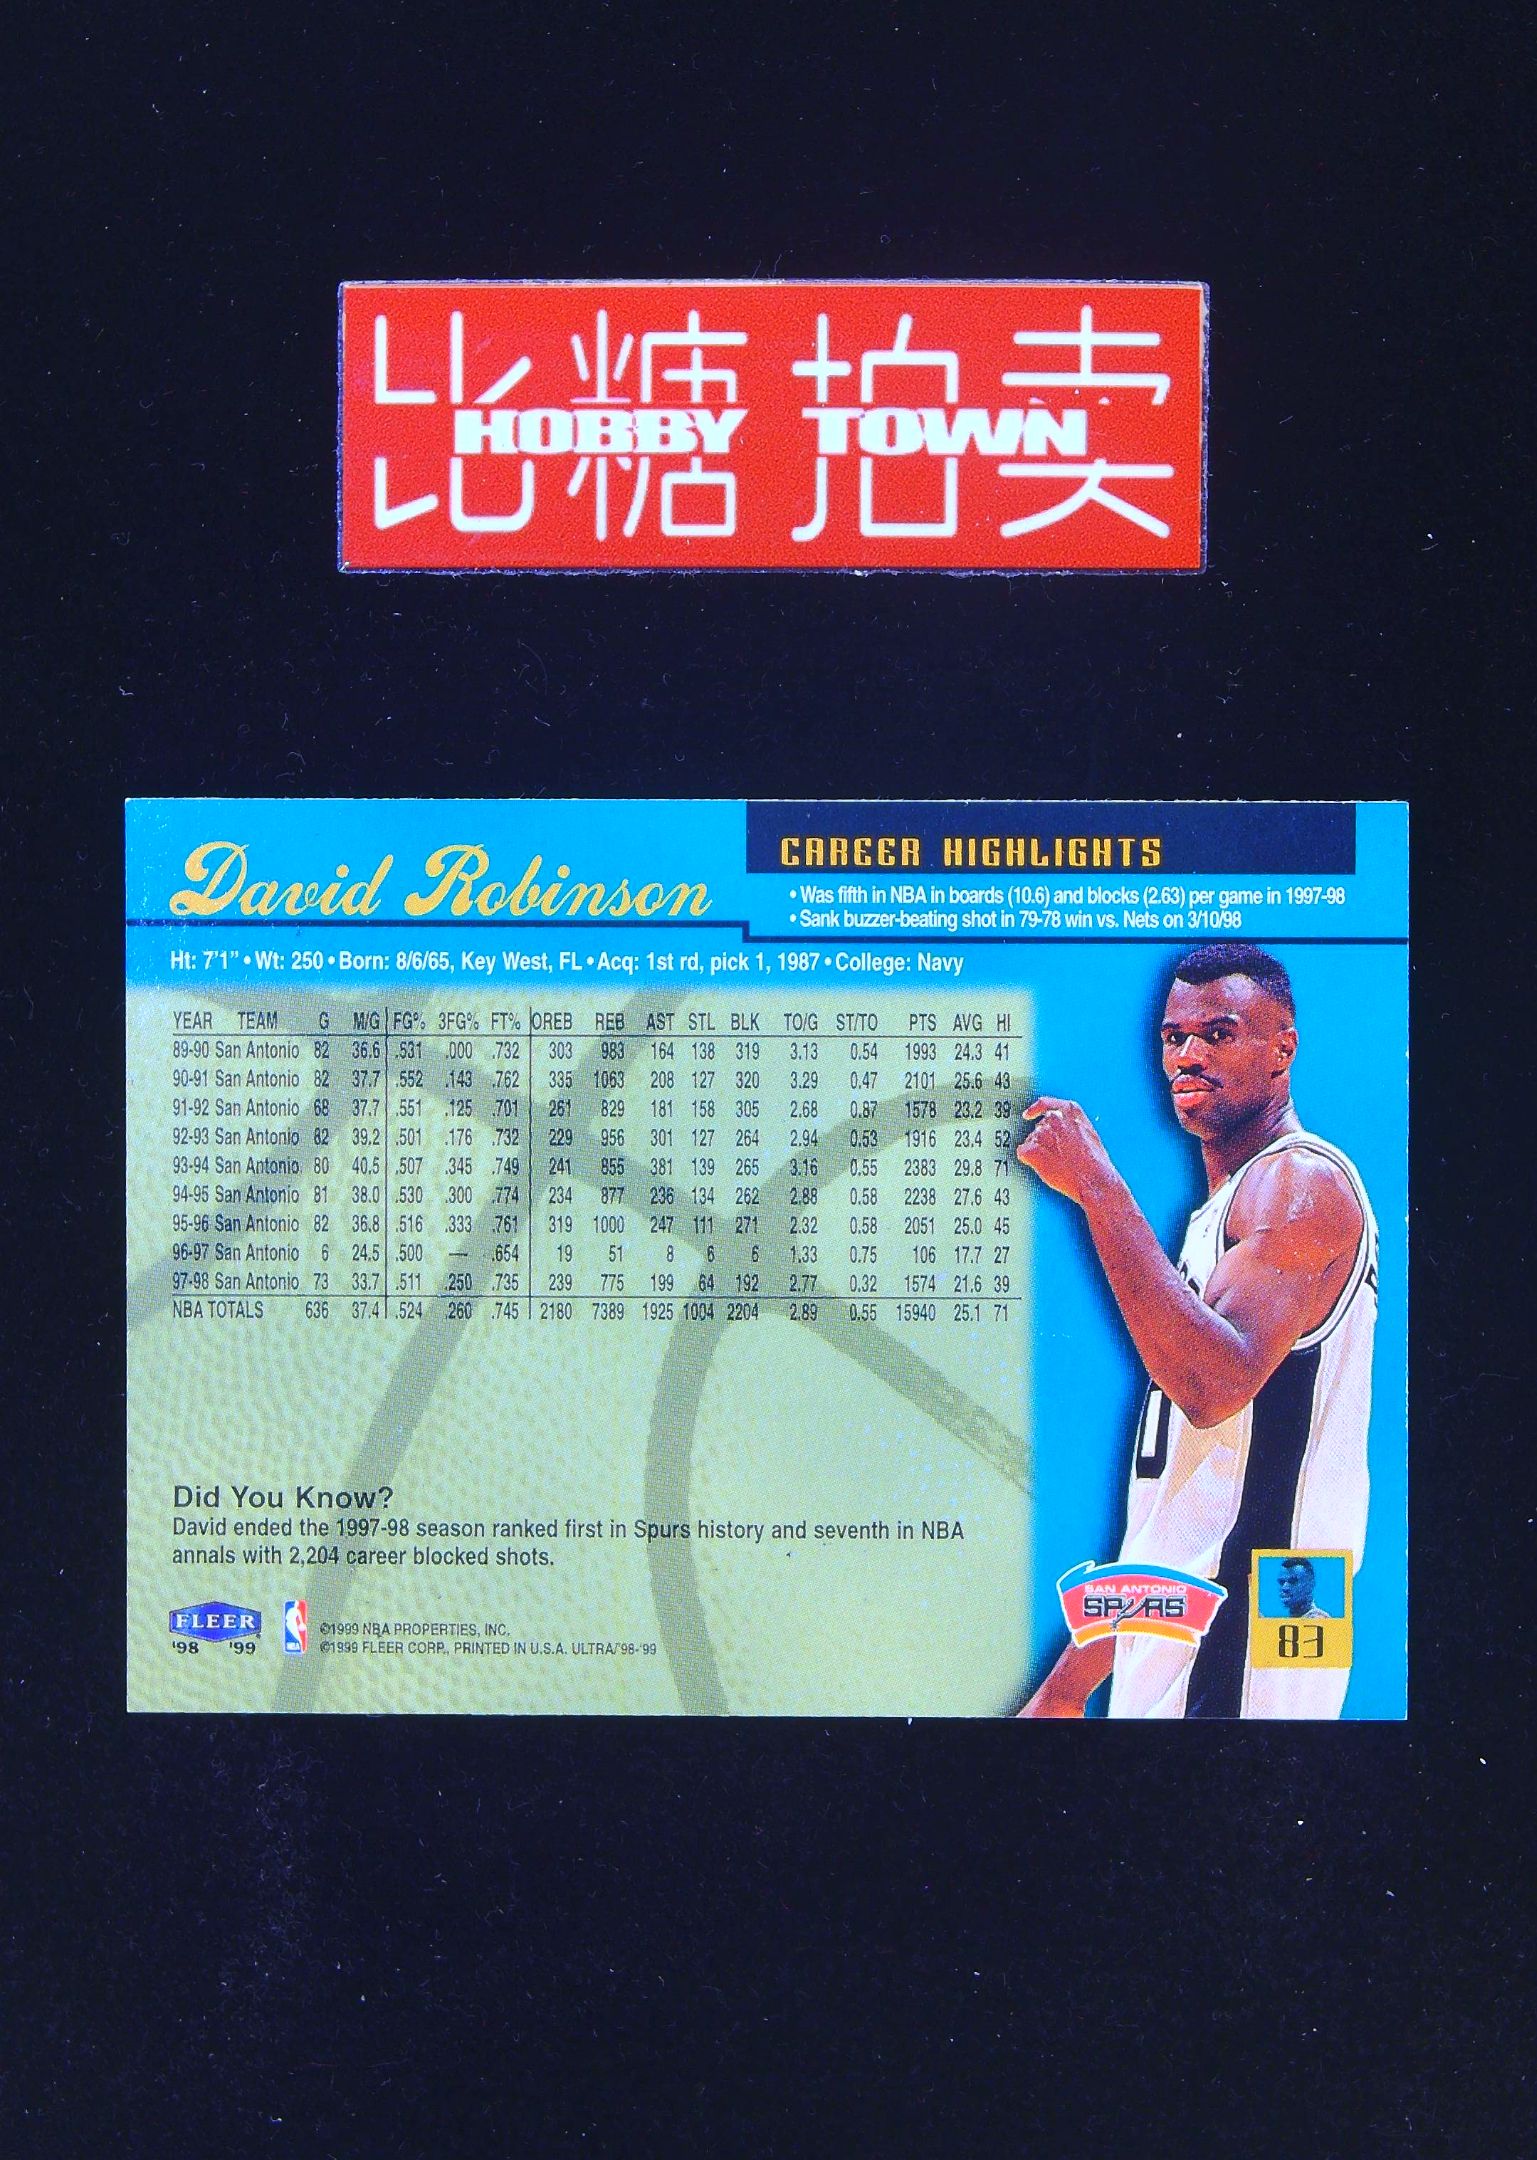 比糖拍卖
HOBBY TOWN
David Robinson
CAREER HIGHLIGHTS
• Was fifth in NBA in boards (10.6) and blocks (2.63) per game in 1997-98
• Sank buzzer-beating shot in 79-78 win vs. Nets on 3/10/98
Ht: 7'1" • Wt: 250 • Born: 8/6/65, Key West, FL • Acq: 1st rd, pick 1, 1987 • College: Navy
YEAR TEAM G M/G FG% 3FG% FT% OREB REB AST STL BLK TO/G ST/TO PTS AVG HI
89-90 San Antonio 82 36.6 .531 .000 .732 303 983 164 138 319 3.13 0.54 1993 24.3 41
90-91 San Antonio 82 37.7 .552 .143 .762 335 1063 208 127 320 3.29 0.47 2101 25.6 43
91-92 San Antonio 68 37.7 .551 .125 .701 261 829 181 158 305 2.68 0.87 1578 23.2 39
92-93 San Antonio 82 39.2 .501 .176 .732 229 956 301 127 264 2.94 0.53 1916 23.4 52
93-94 San Antonio 80 40.5 .507 .345 .749 241 855 381 139 265 3.16 0.55 2383 29.8 71
94-95 San Antonio 81 38.0 .530 .300 .774 234 877 236 134 262 2.88 0.58 2238 27.6 43
95-96 San Antonio 82 36.8 .516 .333 .761 319 1000 247 111 271 2.32 0.58 2051 25.0 45
96-97 San Antonio 6 24.5 .500 — .654 19 51 8 6 6 1.33 0.75 106 17.7 27
97-98 San Antonio 73 33.7 .511 .250 .735 239 775 199 64 192 2.77 0.32 1574 21.6 39
NBA TOTALS 636 37.4 .524 .260 .745 2180 7389 1925 1004 2204 2.89 0.55 15940 25.1 71
Did You Know?
David ended the 1997-98 season ranked first in Spurs history and seventh in NBA
annals with 2,204 career blocked shots.
SAN ANTONIO
SPURS
83
FLEER
'98 '99
NBA
©1999 NBA PROPERTIES, INC.
©1999 FLEER CORP., PRINTED IN U.S.A. ULTRA/'98-'99